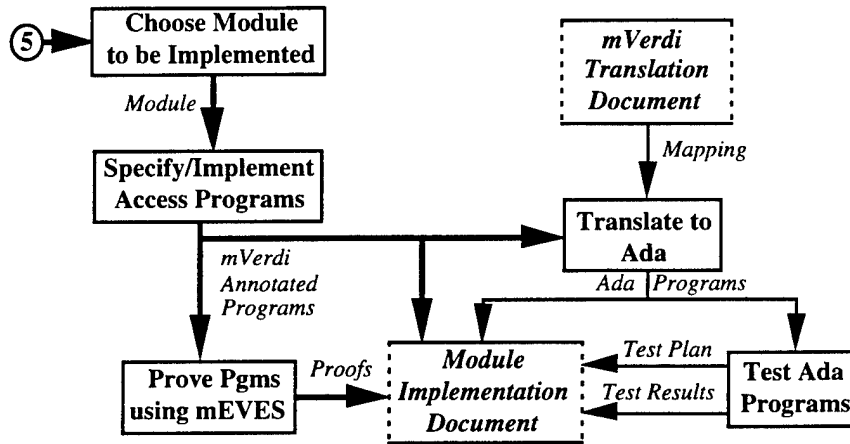 5
Choose Module
to be Implemented
mVerdi
Translation
Document
Module
Mapping
Specify/Implement
Access Programs
Translate to
Ada
mVerdi
Annotated
Programs
Ada Programs
Prove Pgms
using mEVES
Proofs
Module
Implementation
Document
Test Plan
Test Results
Test Ada
Programs